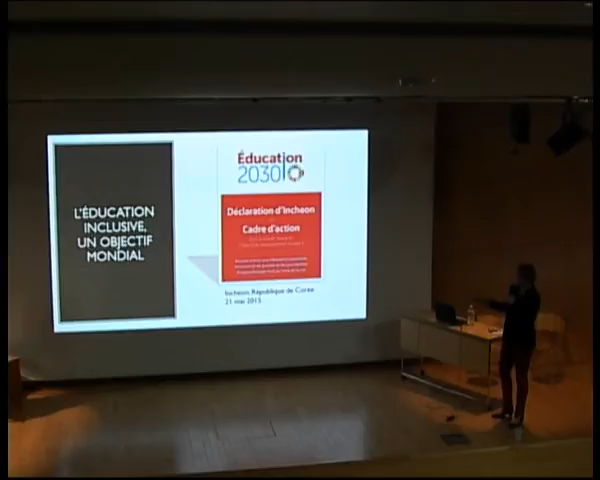 L'ÉDUCATION
INCLUSIVE,
UN OBJECTIF
MONDIAL
Éducation
2030
Déclaration d'Incheon
Cadre d'action
Incheon, République de Corée
21 mai 2015